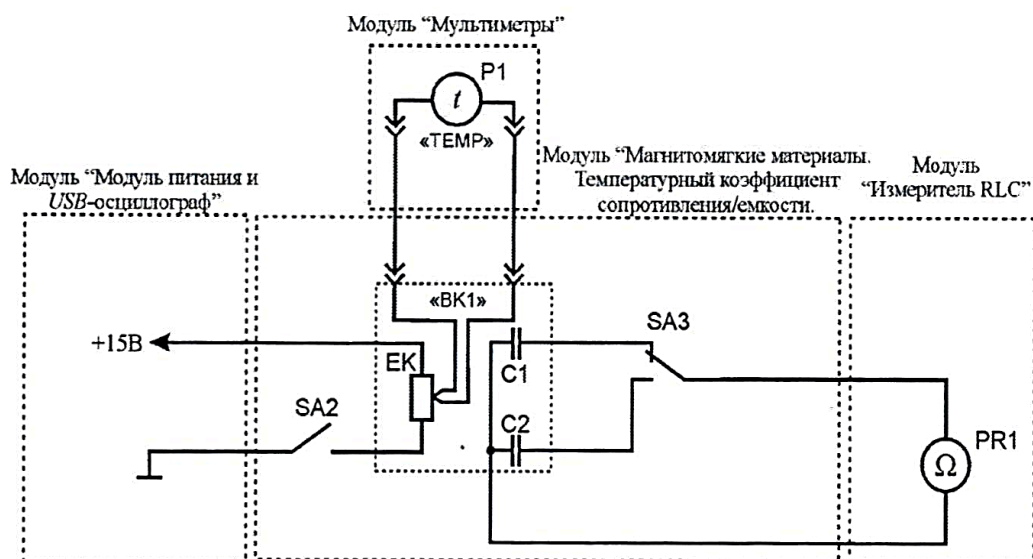 Модуль “Мультиметры”
P1
t
«TEMP»
Модуль “Модуль питания и
USB-осциллограф”
Модуль “Магнитомягкие материалы.
Температурный коэффициент
сопротивления/емкости.
Модуль
“Измеритель RLC”
«BK1»
+15В
EK
C1
SA3
SA2
C2
PR1
Ω